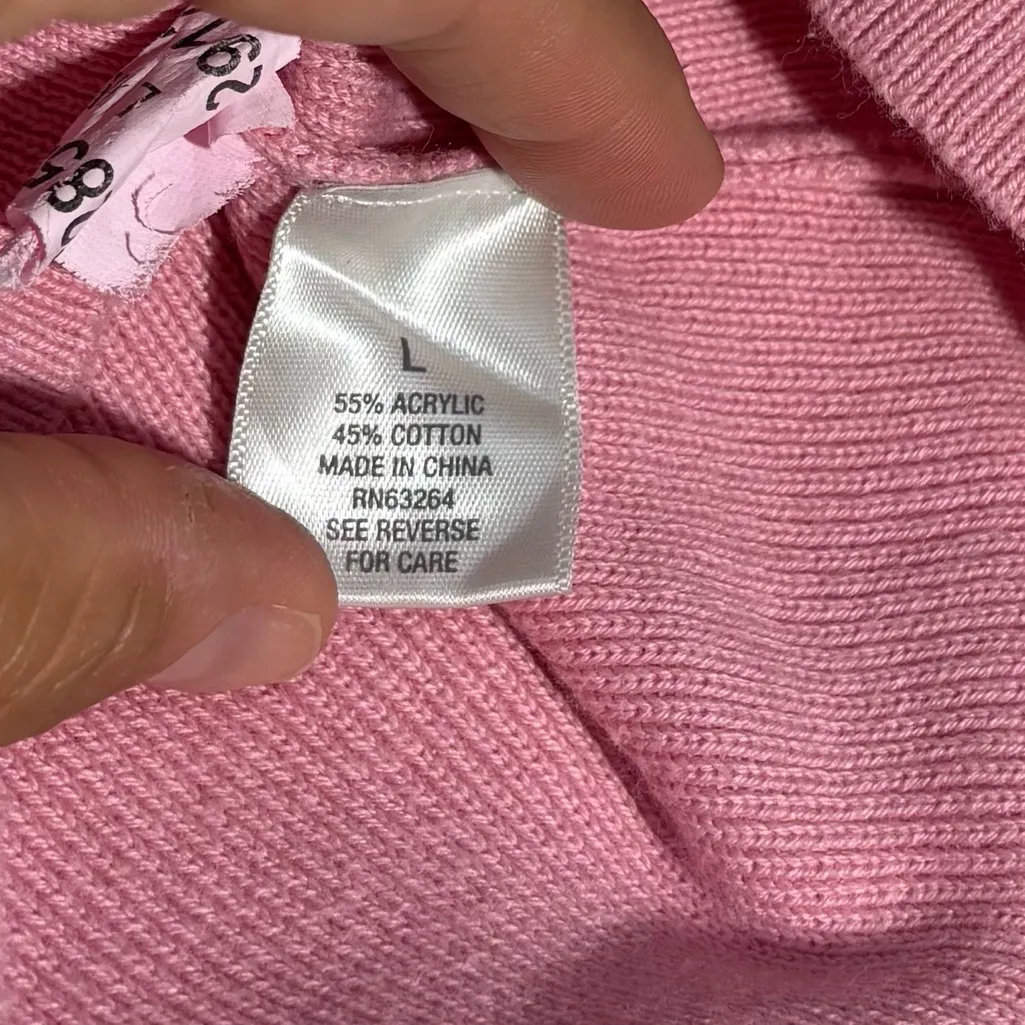 L
55% ACRYLIC
45% COTTON
MADE IN CHINA
RN63264
SEE REVERSE
FOR CARE